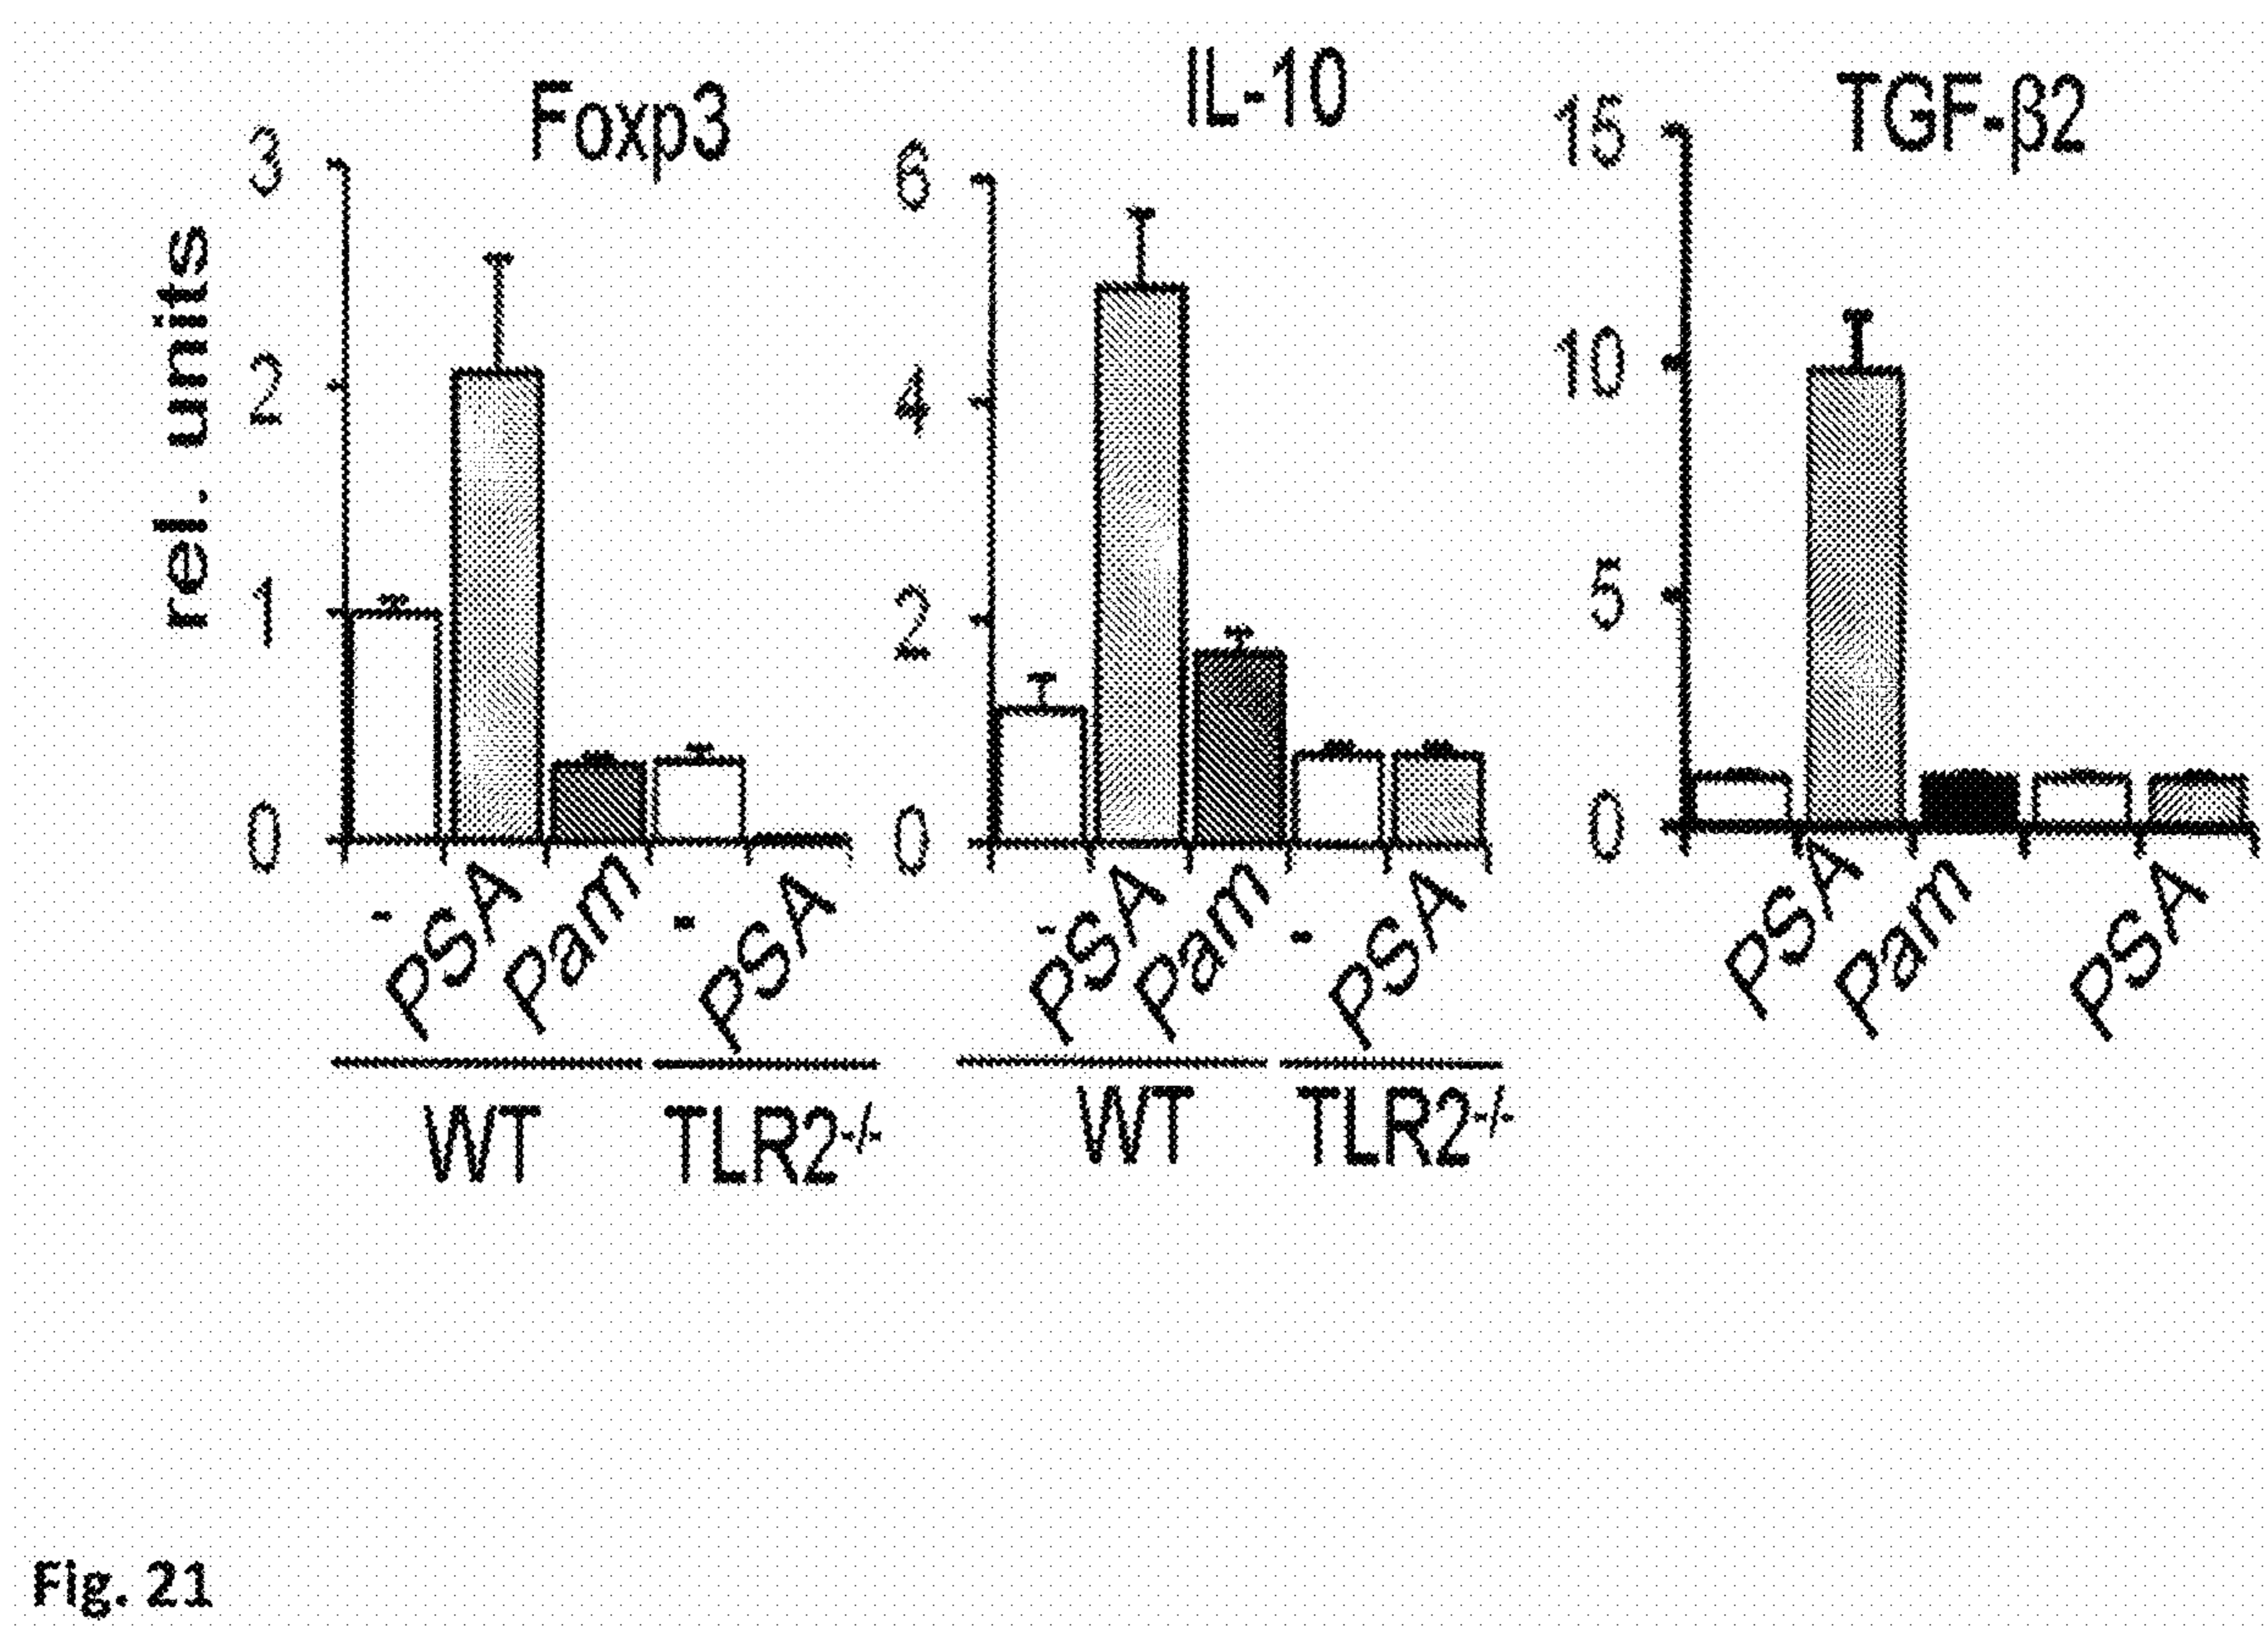 Foxp3
rel. units
3
2
1
0
- PSA Pam - PSA
WT TLR2-/-
IL-10
6
4
2
0
- PSA Pam - PSA
WT TLR2-/-
TGF-β2
15
10
5
0
PSA Pam PSA
Fig. 21